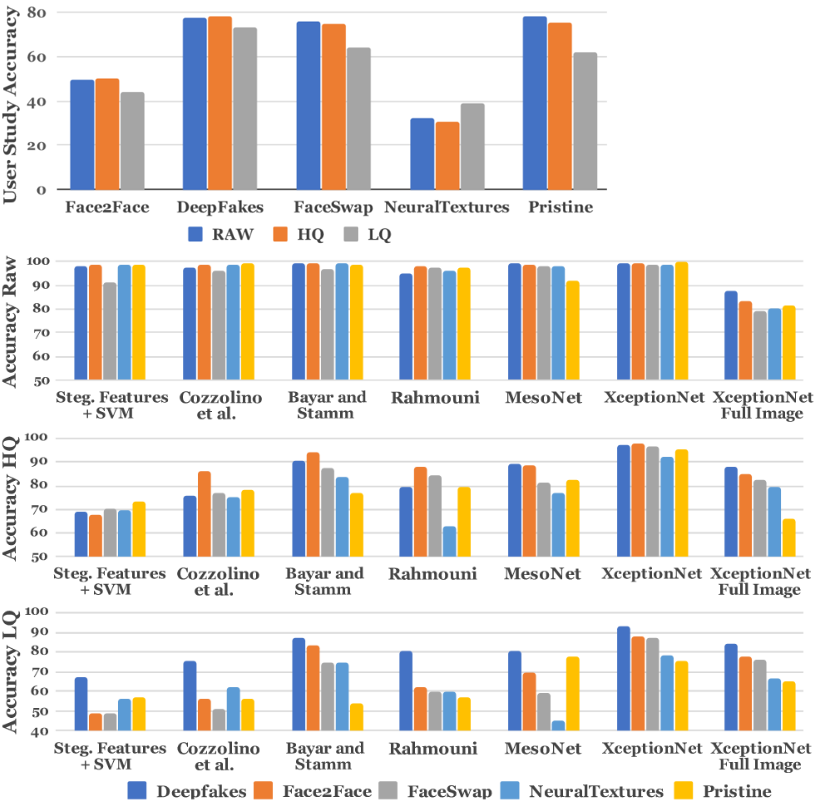 User Study Accuracy
80
60
40
20
0
Face2Face DeepFakes FaceSwap NeuralTextures Pristine
RAW HQ LQ
Accuracy Raw
100
90
80
70
60
50
Steg. Features + SVM
Cozzolino et al.
Bayar and Stamm
Rahmouni
MesoNet
XceptionNet
XceptionNet Full Image
Accuracy HQ
100
90
80
70
60
50
Steg. Features + SVM
Cozzolino et al.
Bayar and Stamm
Rahmouni
MesoNet
XceptionNet
XceptionNet Full Image
Accuracy LQ
100
90
80
70
60
50
40
Steg. Features + SVM
Cozzolino et al.
Bayar and Stamm
Rahmouni
MesoNet
XceptionNet
XceptionNet Full Image
Deepfakes Face2Face FaceSwap NeuralTextures Pristine